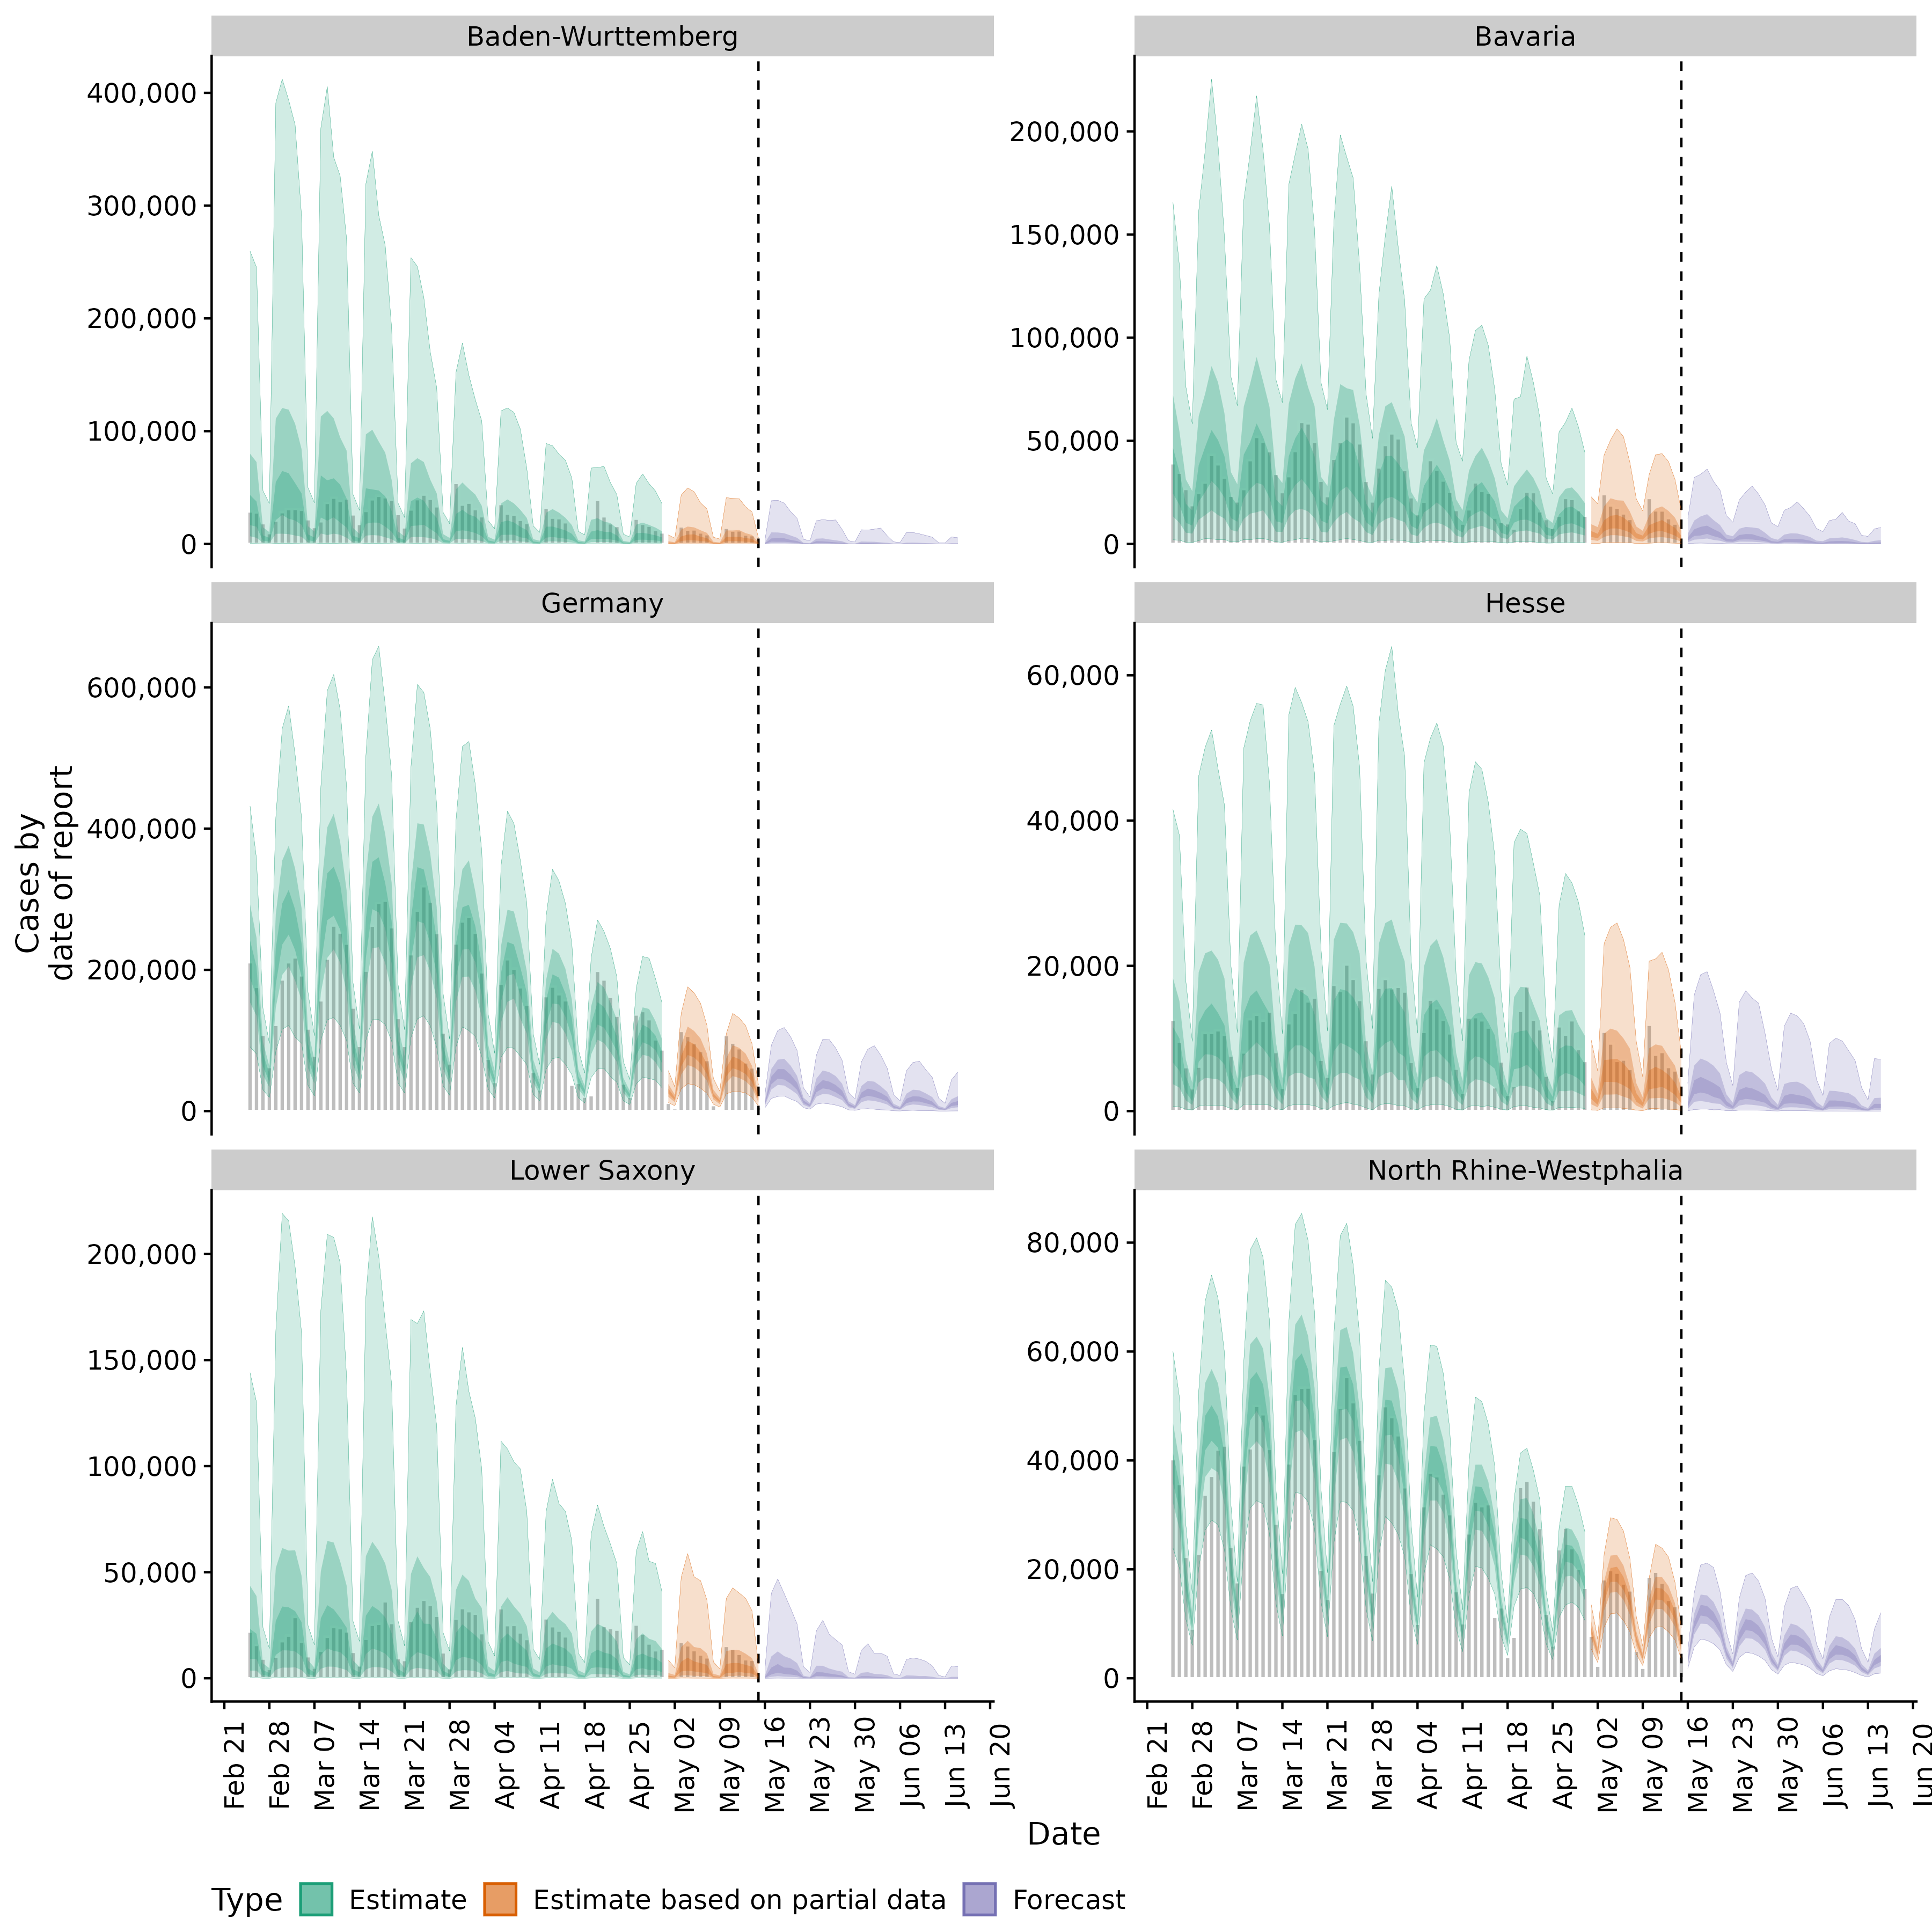 Baden-Wurttemberg
400,000
300,000
200,000
100,000
0
Bavaria
200,000
150,000
100,000
50,000
0
Germany
600,000
400,000
200,000
0
Hesse
60,000
40,000
20,000
0
Cases by
date of report
Lower Saxony
200,000
150,000
100,000
50,000
0
North Rhine-Westphalia
80,000
60,000
40,000
20,000
0
Feb 21
Feb 28
Mar 07
Mar 14
Mar 21
Mar 28
Apr 04
Apr 11
Apr 18
Apr 25
May 02
May 09
May 16
May 23
May 30
Jun 06
Jun 13
Jun 20
Feb 21
Feb 28
Mar 07
Mar 14
Mar 21
Mar 28
Apr 04
Apr 11
Apr 18
Apr 25
May 02
May 09
May 16
May 23
May 30
Jun 06
Jun 13
Jun 20
Date
Type Estimate Estimate based on partial data Forecast